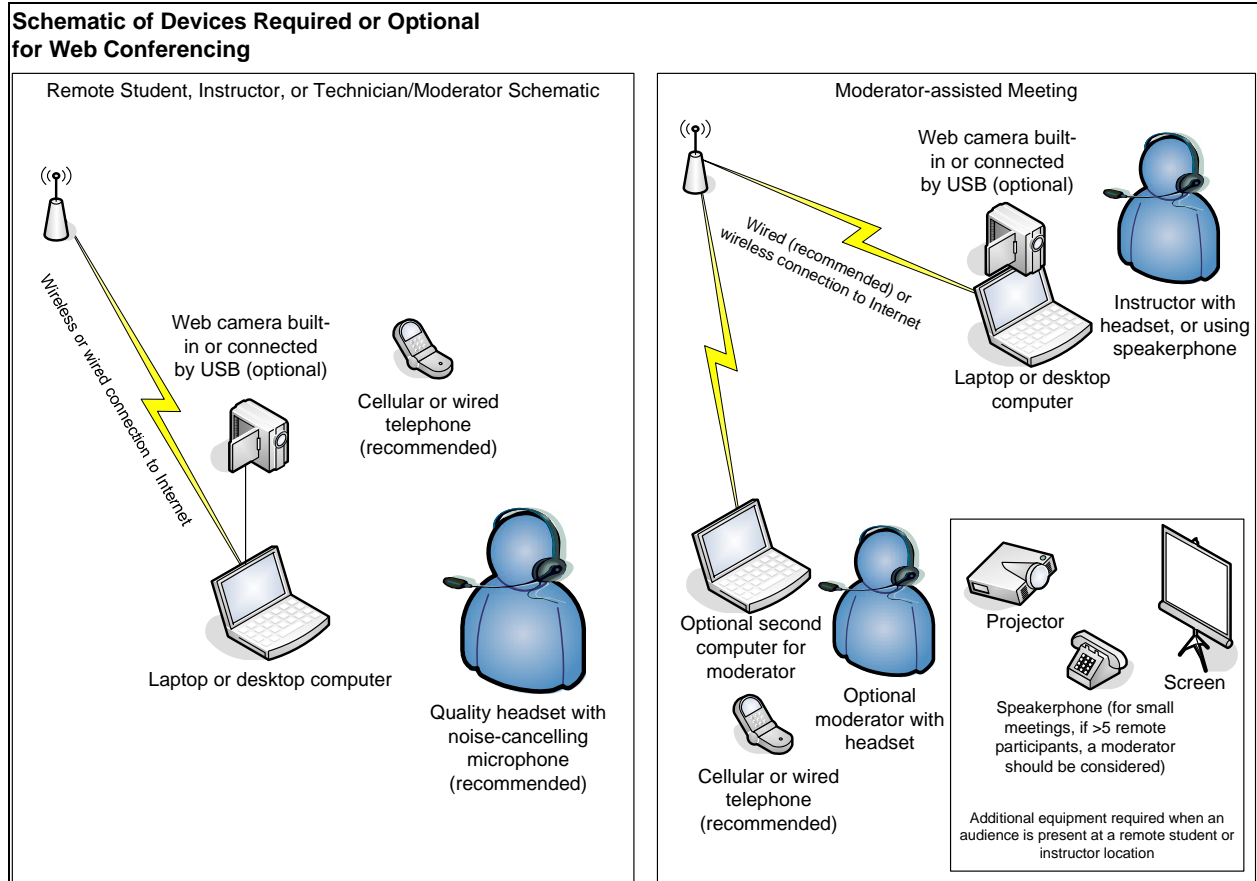 Schematic of Devices Required or Optional
for Web Conferencing
Remote Student, Instructor, or Technician/Moderator Schematic
Wireless or wired connection to Internet
Web camera built-
in or connected
by USB (optional)
Cellular or wired
telephone
(recommended)
Laptop or desktop computer
Quality headset with
noise-cancelling
microphone
(recommended)
Moderator-assisted Meeting
Web camera built-
in or connected
by USB (optional)
Wired (recommended) or
wireless connection to Internet
Instructor with
headset, or using
speakerphone
Laptop or desktop
computer
Optional second
computer for
moderator
Optional
moderator with
headset
Cellular or wired
telephone
(recommended)
Projector
Screen
Speakerphone (for small
meetings, if >5 remote
participants, a moderator
should be considered)
Additional equipment required when an
audience is present at a remote student or
instructor location